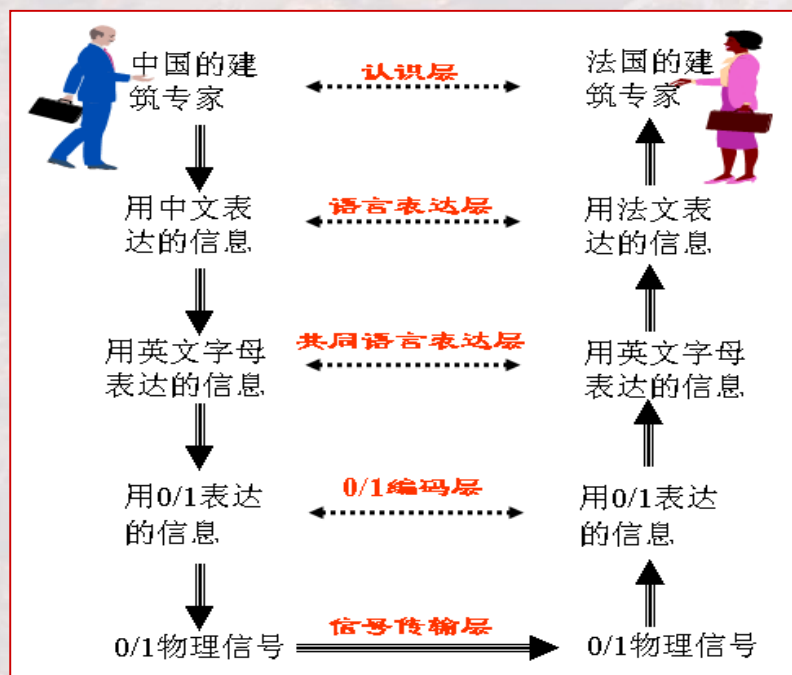 中国的建
筑专家
认识层
法国的建
筑专家
用中文表
达的信息
语言表达层
用法文表
达的信息
用英文字母
表达的信息
共同语言表达层
用英文字母
表达的信息
用0/1表达
的信息
0/1编码层
用0/1表达
的信息
0/1物理信号
信号传输层
0/1物理信号